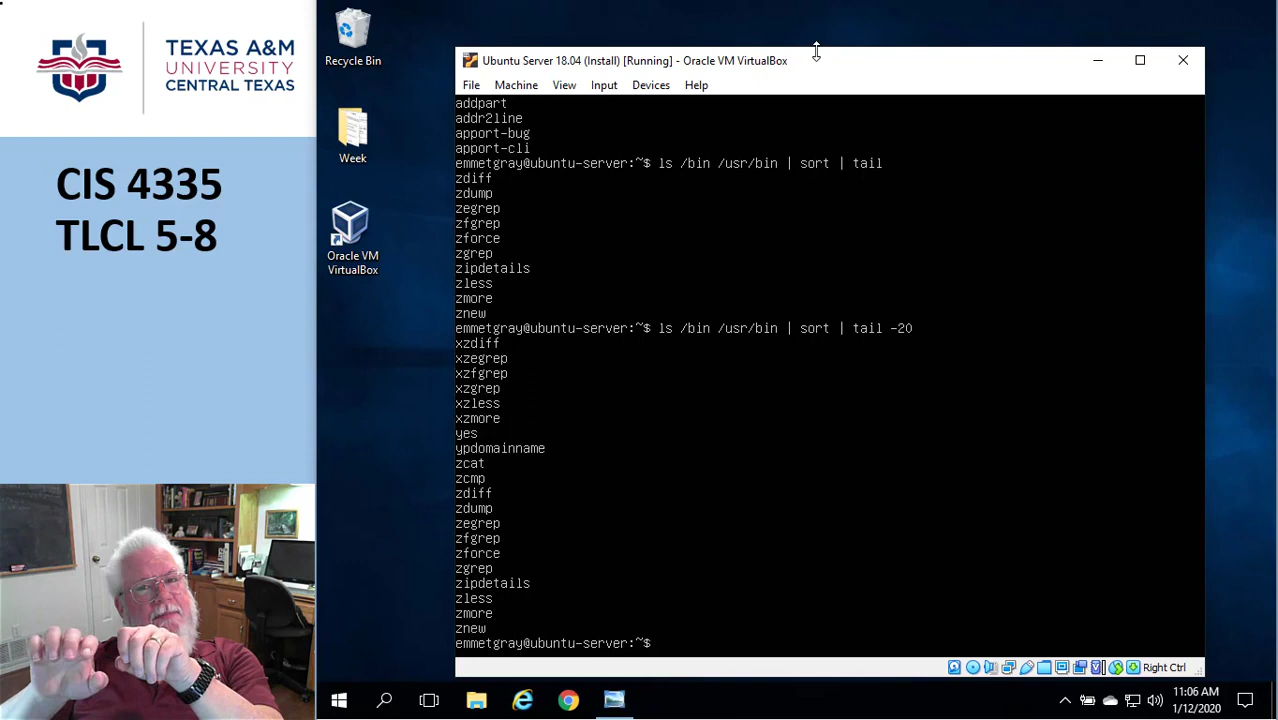 TEXAS A&M
UNIVERSITY
CENTRAL TEXAS
CIS 4335
TLCL 5-8
Recycle Bin
Week
Oracle VM
VirtualBox
Ubuntu Server 18.04 (Install) [Running] - Oracle VM VirtualBox
File Machine View Input Devices Help
addpart
addr2line
apport-bug
apport-cli
emmetgray@ubuntu-server:~$ ls /bin /usr/bin | sort | tail
zdiff
zdump
zegrep
zfgrep
zforce
zgrep
zipdetails
zless
zmore
znew
emmetgray@ubuntu-server:~$ ls /bin /usr/bin | sort | tail -20
xzdiff
xzegrep
xzfgrep
xzgrep
xzless
xzmore
yes
ypdomainname
zcat
zcmp
zdiff
zdump
zegrep
zfgrep
zforce
zgrep
zipdetails
zless
zmore
znew
emmetgray@ubuntu-server:~$
Right Ctrl
11:06 AM
1/12/2020